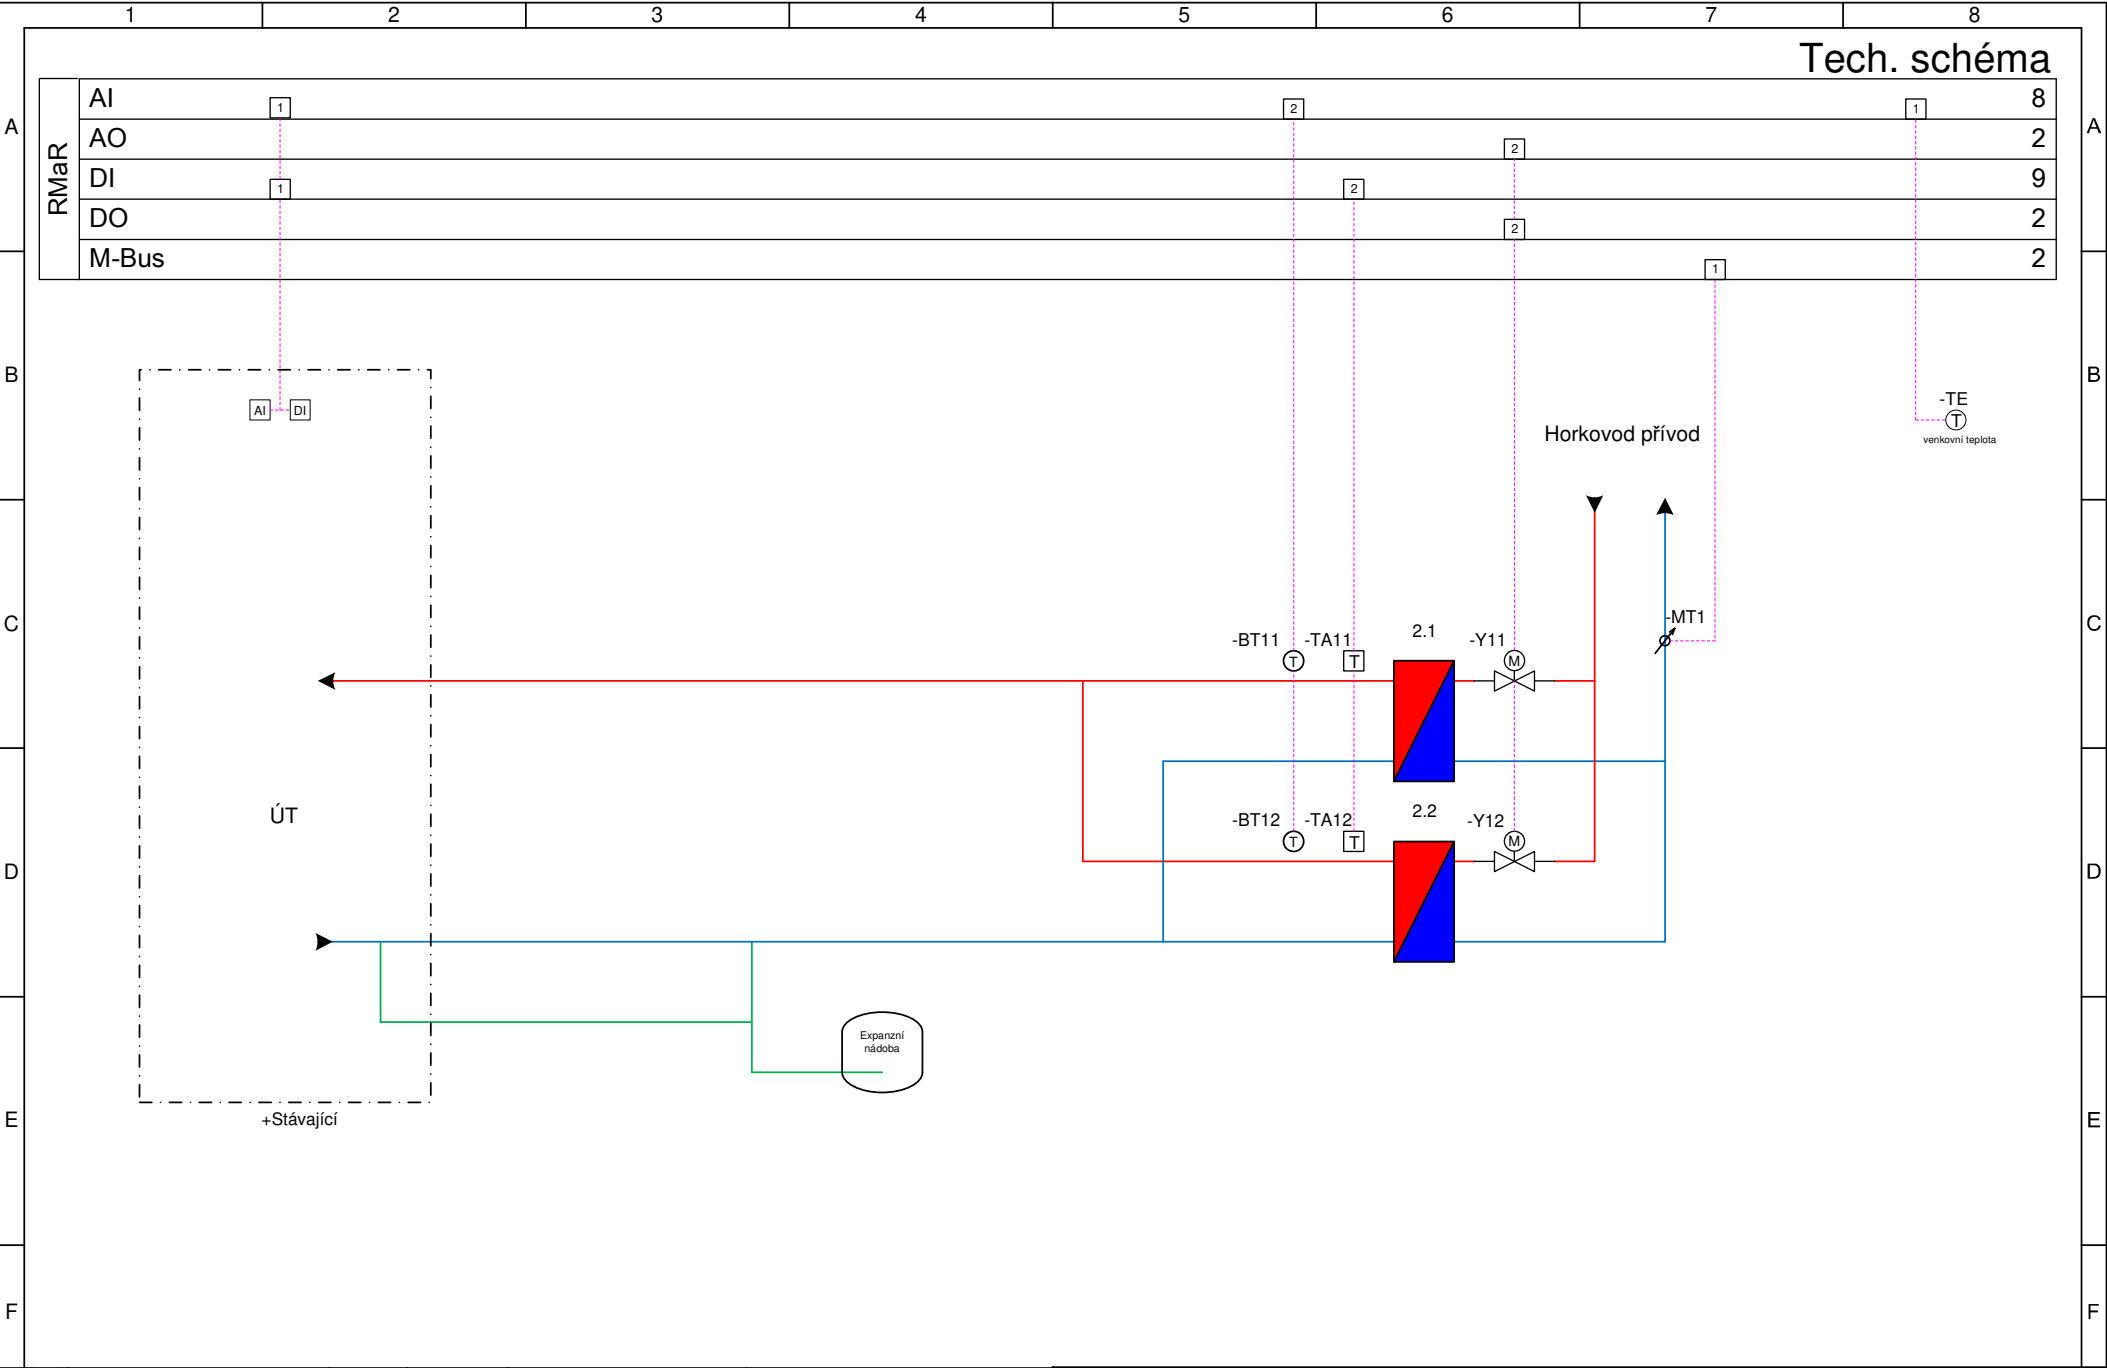 1 2 3 4 5 6 7 8
Tech. schéma
A A
RMaR
AI 1 2 1 8
AO 2 2
DI 1 2 9
DO 2 2
M-Bus 1 2
B B
AI DI
-TE
T
venkovní teplota
Horkovod přívod
C C
-MT1
-BT11 -TA11 2.1 -Y11
T T M
ÚT
2.2
-BT12 -TA12 -Y12
T T M
D D
Expanzní
nádoba
+Stávající
E E
F F